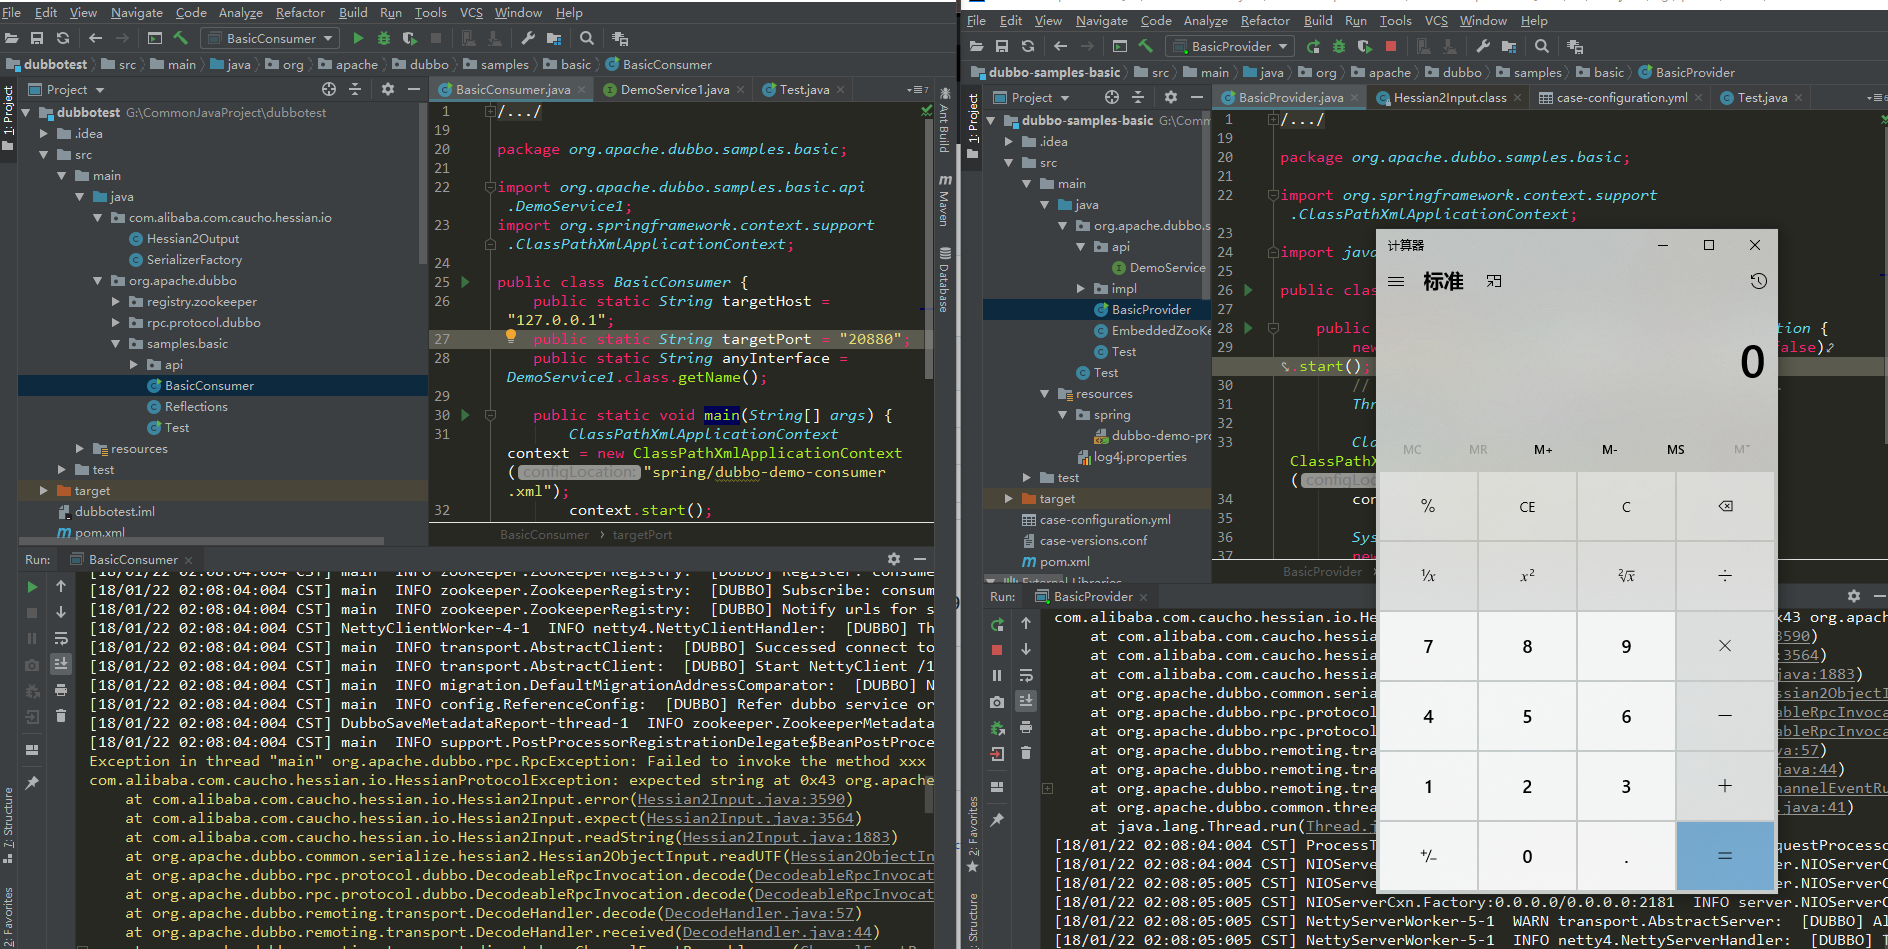 File Edit View Navigate Code Analyze Refactor Build Run Tools VCS Window Help
BasicConsumer
dubbotest src main java org apache dubbo samples basic BasicConsumer
1: Project
Project
dubbotest G:\CommonJavaProject\dubbotest
.idea
src
main
java
com.alibaba.com.caucho.hessian.io
Hessian2Output
SerializerFactory
org.apache.dubbo
registry.zookeeper
rpc.protocol.dubbo
samples.basic
api
BasicConsumer
Reflections
Test
resources
test
target
dubbotest.iml
pom.xml
BasicConsumer.java DemoService1.java Test.java
7
1 /.../
19
20 package org.apache.dubbo.samples.basic;
21
22 import org.apache.dubbo.samples.basic.api
.DemoService1;
23 import org.springframework.context.support
.ClassPathXmlApplicationContext;
24
25 public class BasicConsumer {
26 public static String targetHost =
"127.0.0.1";
27 public static String targetPort = "20880";
28 public static String anyInterface =
DemoService1.class.getName();
29
30 public static void main(String[] args) {
31 ClassPathXmlApplicationContext
context = new ClassPathXmlApplicationContext
( configLocation: "spring/dubbo-demo-consumer
.xml");
32 context.start();
BasicConsumer › targetPort
Ant Build
Maven
Database
Run: BasicConsumer
[18/01/22 02:08:04:004 CST] main INFO zookeeper.ZookeeperRegistry: [DUBBO] Register: consume
[18/01/22 02:08:04:004 CST] main INFO zookeeper.ZookeeperRegistry: [DUBBO] Subscribe: consum
[18/01/22 02:08:04:004 CST] main INFO zookeeper.ZookeeperRegistry: [DUBBO] Notify urls for s
[18/01/22 02:08:04:004 CST] NettyClientWorker-4-1 INFO netty4.NettyClientHandler: [DUBBO] Th
[18/01/22 02:08:04:004 CST] main INFO transport.AbstractClient: [DUBBO] Successed connect to
[18/01/22 02:08:04:004 CST] main INFO transport.AbstractClient: [DUBBO] Start NettyClient /1
[18/01/22 02:08:04:004 CST] main INFO migration.DefaultMigrationAddressComparator: [DUBBO] N
[18/01/22 02:08:04:004 CST] main INFO config.ReferenceConfig: [DUBBO] Refer dubbo service or
[18/01/22 02:08:04:004 CST] DubboSaveMetadataReport-thread-1 INFO zookeeper.ZookeeperMetadata
[18/01/22 02:08:04:004 CST] main INFO support.PostProcessorRegistrationDelegate$BeanPostProce
Exception in thread "main" org.apache.dubbo.rpc.RpcException: Failed to invoke the method xxx
com.alibaba.com.caucho.hessian.io.HessianProtocolException: expected string at 0x43 org.apache
at com.alibaba.com.caucho.hessian.io.Hessian2Input.error(Hessian2Input.java:3590)
at com.alibaba.com.caucho.hessian.io.Hessian2Input.expect(Hessian2Input.java:3564)
at com.alibaba.com.caucho.hessian.io.Hessian2Input.readString(Hessian2Input.java:1883)
at org.apache.dubbo.common.serialize.hessian2.Hessian2ObjectInput.readUTF(Hessian2ObjectIn
at org.apache.dubbo.rpc.protocol.dubbo.DecodeableRpcInvocation.decode(DecodeableRpcInvocat
at org.apache.dubbo.rpc.protocol.dubbo.DecodeableRpcInvocation.decode(DecodeableRpcInvocat
at org.apache.dubbo.remoting.transport.DecodeHandler.decode(DecodeHandler.java:57)
at org.apache.dubbo.remoting.transport.DecodeHandler.received(DecodeHandler.java:44)
7: Structure
2: Favorites
File Edit View Navigate Code Analyze Refactor Build Run Tools VCS Window Help
BasicProvider
dubbo-samples-basic src main java org apache dubbo samples basic BasicProvider
1: Project
Project
dubbo-samples-basic G:\Comm
.idea
src
main
java
org.apache.dubbo.s
api
DemoService
impl
BasicProvider
EmbeddedZooKe
Test
Test
resources
spring
dubbo-demo-pro
log4j.properties
test
target
case-configuration.yml
case-versions.conf
pom.xml
External Libraries
BasicProvider.java Hessian2Input.class case-configuration.yml Test.java
6
1 /.../
19
20 package org.apache.dubbo.samples.basic;
21
22 import org.springframework.context.support
.ClassPathXmlApplicationContext;
23
24 import jav
25
26 public clas
27
28 public tion {
29 new false)
.start();
30 //
31 Thr
32
33 Cla
ClassPathX
( configLoc
34 con
35
36 Sys
37 new
BasicProvider
Run: BasicProvider
com.alibaba.com.caucho.hessian.io.He x43 org.apach
at com.alibaba.com.caucho.hessia 3590)
at com.alibaba.com.caucho.hessia 3564)
at com.alibaba.com.caucho.hessia java:1883)
at org.apache.dubbo.common.seria ssian2ObjectI
at org.apache.dubbo.rpc.protocol ableRpcInvoca
at org.apache.dubbo.rpc.protocol ableRpcInvoca
at org.apache.dubbo.remoting.tra :57)
at org.apache.dubbo.remoting.tra java:44)
at org.apache.dubbo.remoting.tra hannelEventRu
at org.apache.dubbo.common.threa .java:41)
at java.lang.Thread.run(Thread.j
[18/01/22 02:08:04:004 CST] ProcessT questProcesso
[18/01/22 02:08:04:004 CST] NIOServe rver.NIOServerC
[18/01/22 02:08:05:005 CST] NIOServe rver.NIOServerC
[18/01/22 02:08:05:005 CST] NIOServerCxn.Factory:0.0.0.0/0.0.0.0:2181 INFO server.NIOServerC
[18/01/22 02:08:05:005 CST] NettyServerWorker-5-1 WARN transport.AbstractServer: [DUBBO] Al
[18/01/22 02:08:05:005 CST] NettyServerWorker-5-1 INFO netty4.NettyServerHandler: [DUBBO] T
2: Favorites
Structure
计算器
标准
0
MC MR M+ M- MS M˅
% CE C
⅟x x² ²√x ÷
7 8 9 ×
4 5 6 −
1 2 3 +
+/− 0 . =